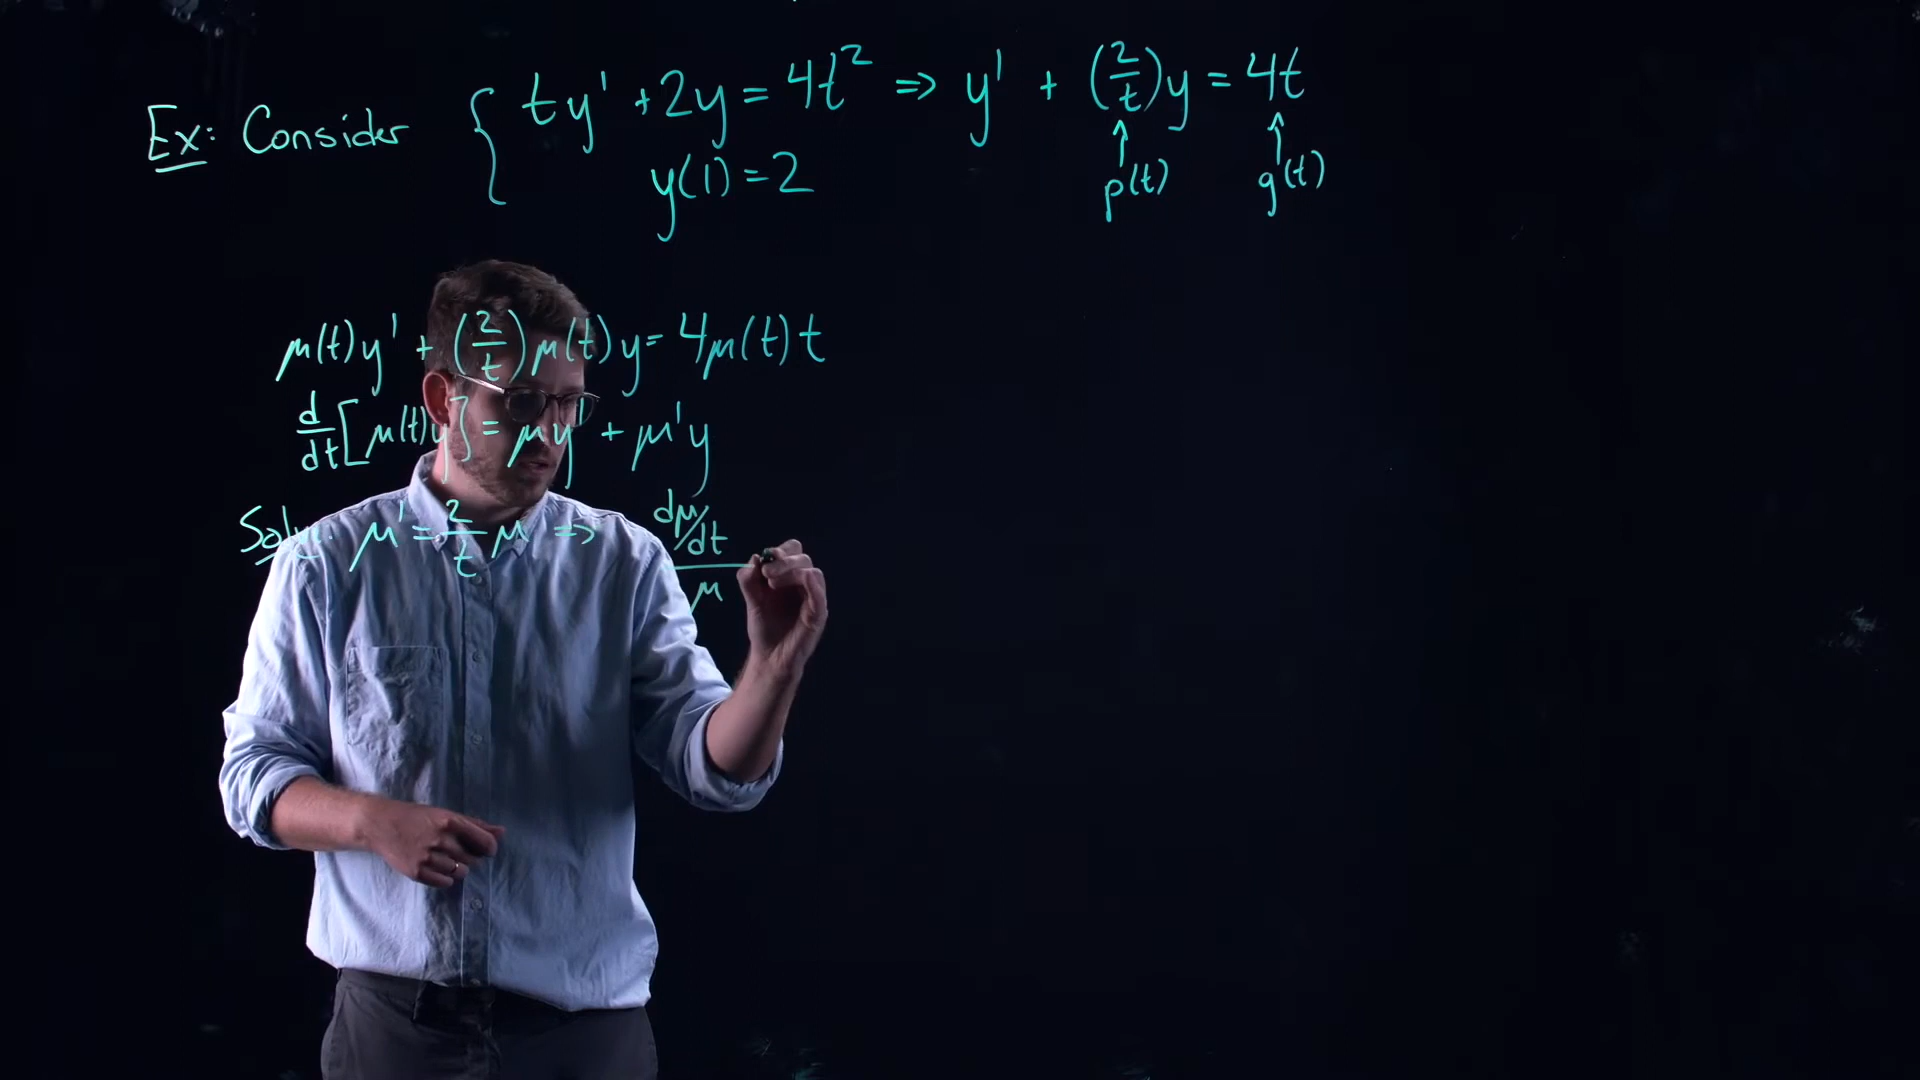 Ex: Consider { ty' + 2y = 4t² ⇒ y' + (2/t)y = 4t
y(1) = 2
↑ p(t) ↑ g(t)
μ(t)y' + (2/t)μ(t)y = 4μ(t)t
d/dt[μ(t)y] = μy' + μ'y
Solve: μ' = 2/t μ ⇒ dμ/dt / μ